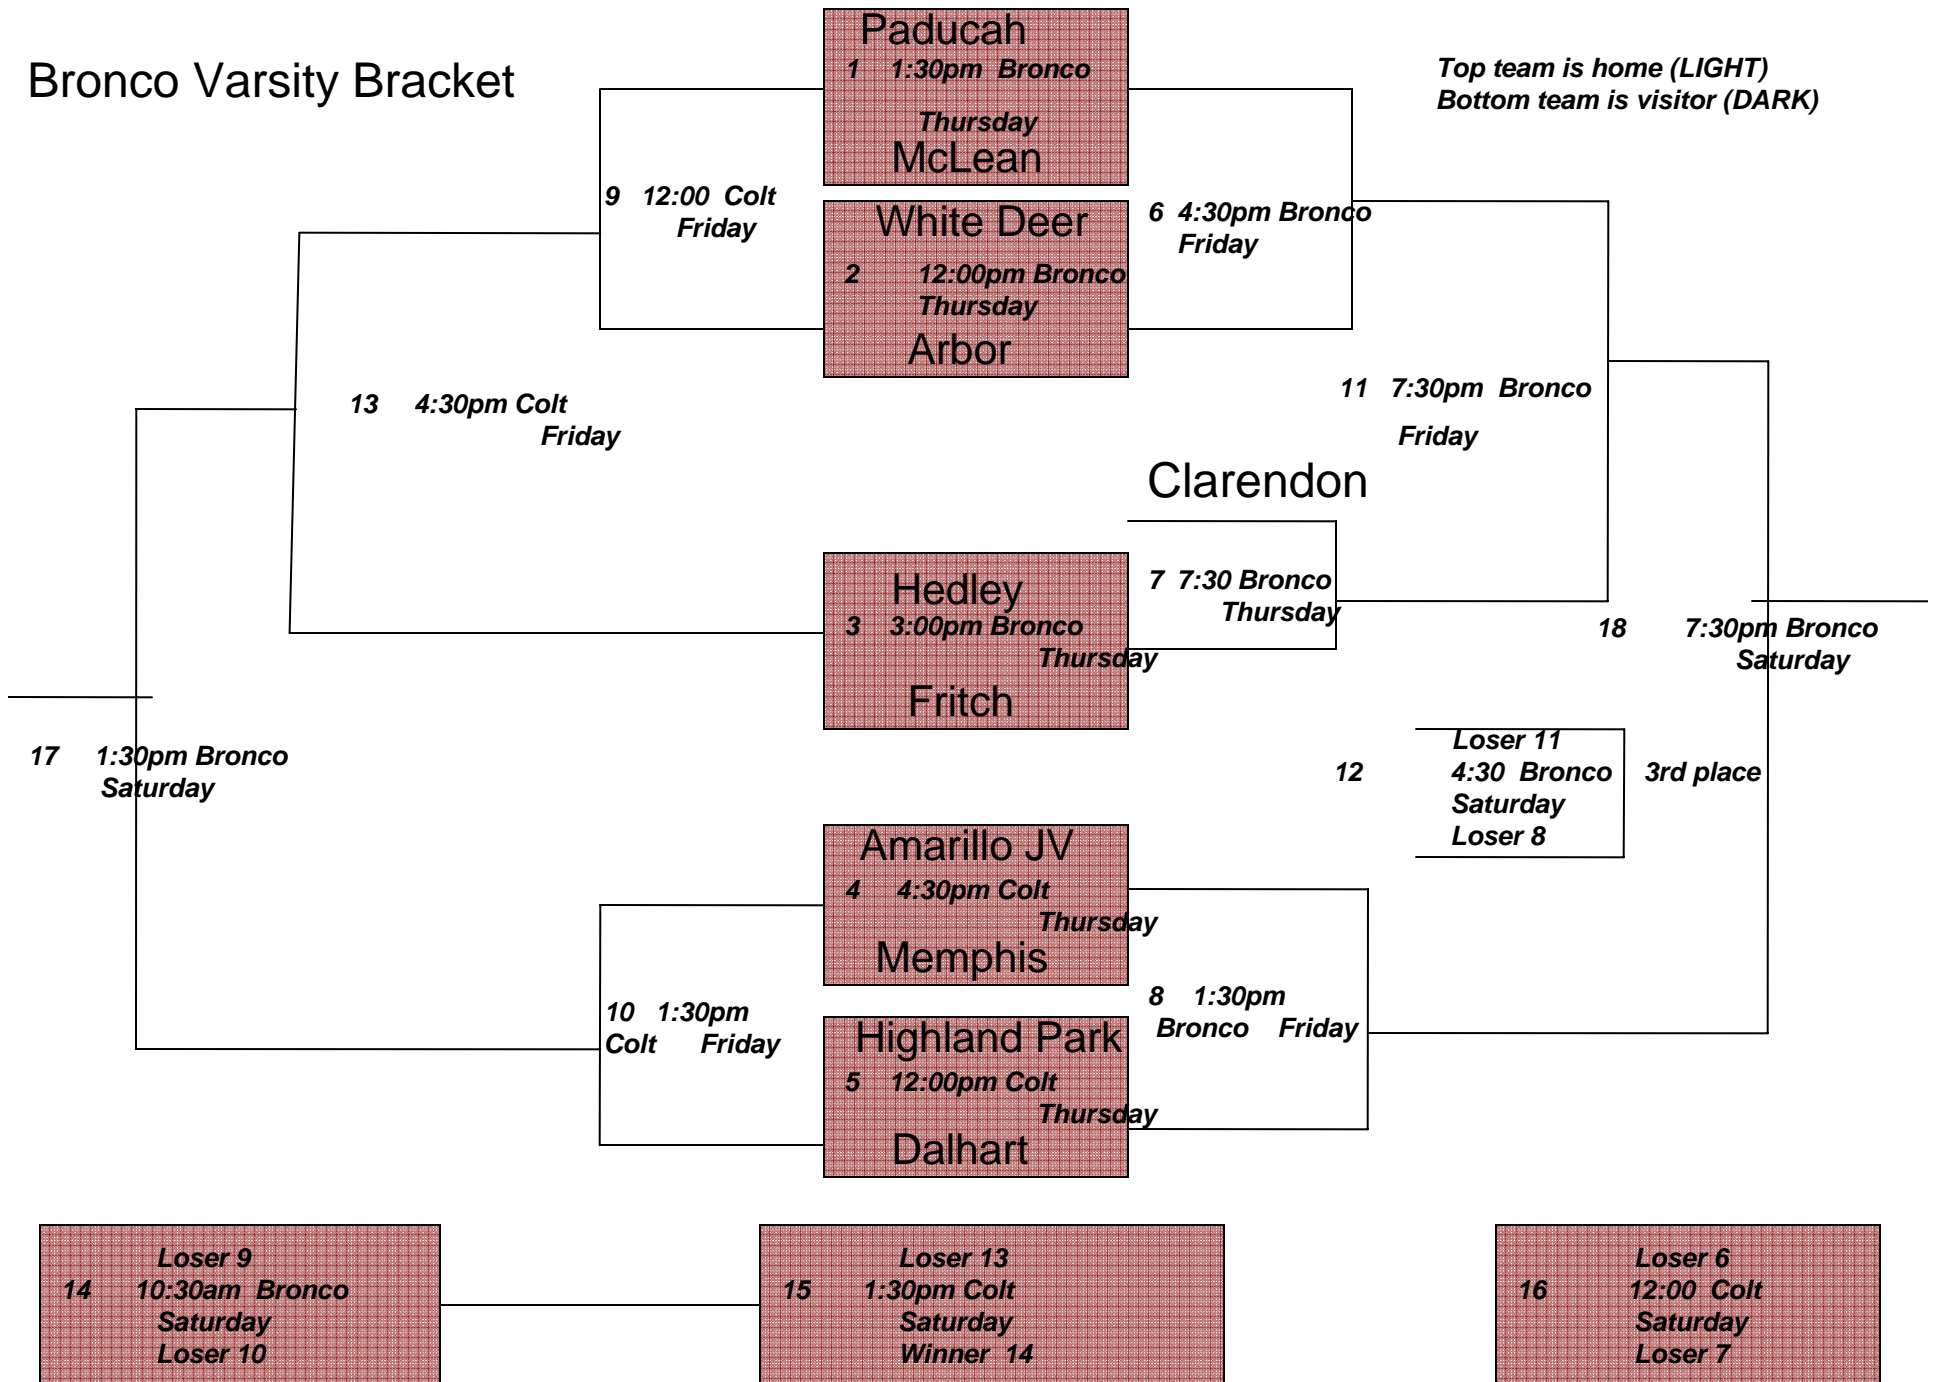 Bronco Varsity Bracket
Top team is home (LIGHT)
Bottom team is visitor (DARK)
Paducah
1 1:30pm Bronco
Thursday
McLean
9 12:00 Colt
Friday
White Deer
2 12:00pm Bronco
Thursday
Arbor
6 4:30pm Bronco
Friday
13 4:30pm Colt
Friday
11 7:30pm Bronco
Friday
Clarendon
Hedley
3 3:00pm Bronco
Thursday
Fritch
7 7:30 Bronco
Thursday
18 7:30pm Bronco
Saturday
17 1:30pm Bronco
Saturday
Loser 11
12 4:30 Bronco 3rd place
Saturday
Loser 8
Amarillo JV
4 4:30pm Colt
Thursday
Memphis
10 1:30pm
Colt Friday
8 1:30pm
Bronco Friday
Highland Park
5 12:00pm Colt
Thursday
Dalhart
Loser 9
14 10:30am Bronco
Saturday
Loser 10
Loser 13
15 1:30pm Colt
Saturday
Winner 14
Loser 6
16 12:00 Colt
Saturday
Loser 7